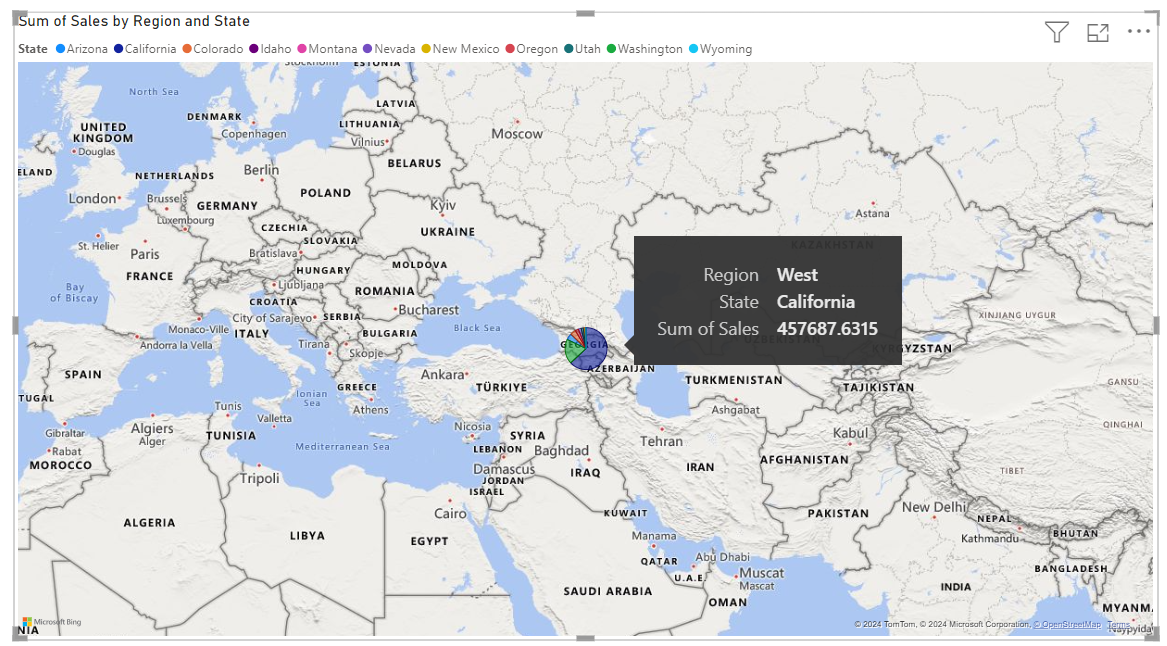 Sum of Sales by Region and State
State Arizona California Colorado Idaho Montana Nevada New Mexico Oregon Utah Washington Wyoming
Stockholm ESTONIA
North Sea
LATVIA
DENMARK
LITHUANIA
Moscow
UNITED
KINGDOM
Copenhagen
Vilnius
Douglas
BELARUS
ELAND
NETHERLANDS
Berlin
POLAND
London
Brussels
GERMANY
Kyiv
Astana
Luxembourg
CZECHIA
UKRAINE
St. Helier
SLOVAKIA
KAZAKHSTAN
Paris
Bratislava
MOLDOVA
FRANCE
HUNGARY
Region West
Bay
of Biscay
Ljubljana
ROMANIA
CROATIA
State California
City of Sarajevo
SERBIA
Bucharest
XINJIANG UYGUR
Monaco-Ville
ITALY
BULGARIA
Black Sea
Sum of Sales 457687.6315
Andorra la Vella
Tirana
Skopje
GEORGIA
UZBEKISTAN
KYRGYZSTAN
SPAIN
Ankara
AZERBAIJAN
TURKMENISTAN
TAJIKISTAN
GANSU
GREECE
TÜRKIYE
TUGAL
Ionian
Sea
Athens
Tunis
Ashgabat
Gibraltar
Algiers
Alger
Valletta
Nicosia
QINGHAI
TUNISIA
SYRIA
Tehran
Kabul
Rabat
Mediterranean Sea
LEBANON
Baghdad
AFGHANISTAN
MOROCCO
Damascus
IRAQ
IRAN
TIBET
Tripoli
JORDAN
ISRAEL
Cairo
KUWAIT
PAKISTAN
New Delhi
NEPAL
ALGERIA
LIBYA
EGYPT
Manama
Kathmandu
BHUTAN
QATAR
Abu Dhabi
BANGLADESH
U.A.E.
Muscat
Mascat
INDIA
SAUDI ARABIA
OMAN
MYANM
Microsoft Bing
NIA
© 2024 TomTom, © 2024 Microsoft Corporation, © OpenStreetMap Terms
Naypyida